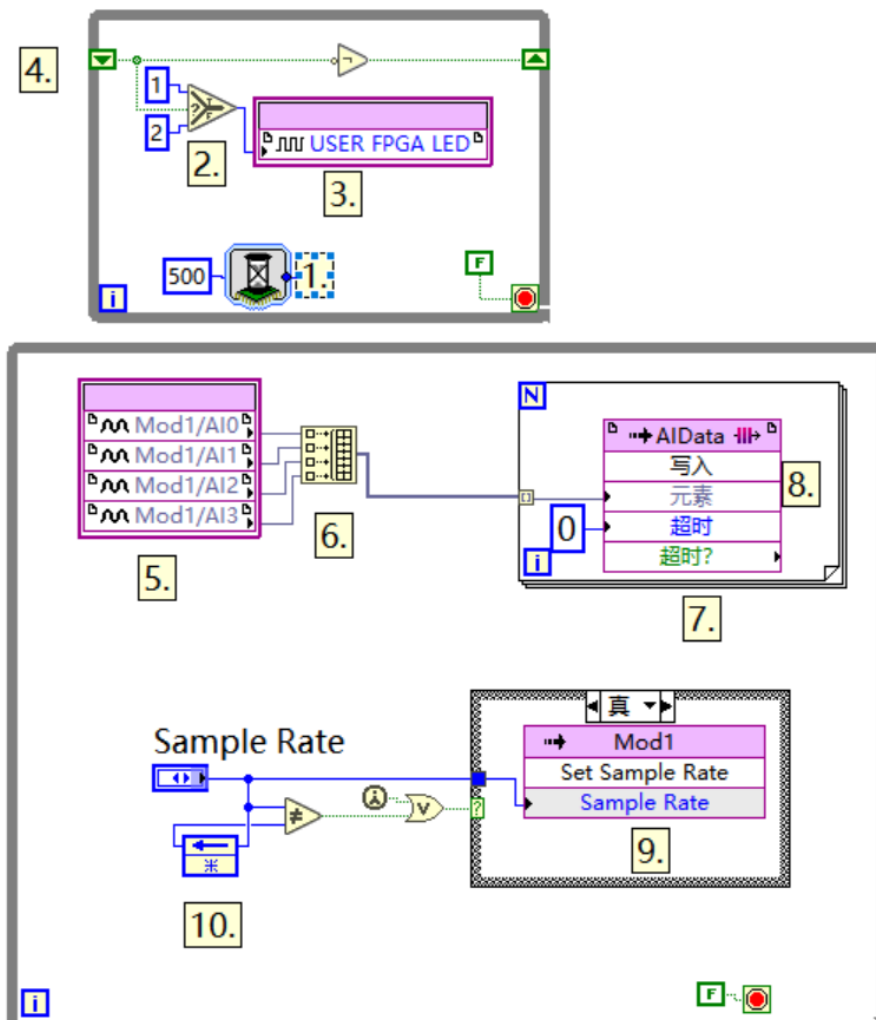 4.
1
2
?
T
F
2.
USER FPGA LED
3.
500
1.
F
i
Mod1/AI0
Mod1/AI1
Mod1/AI2
Mod1/AI3
5.
6.
N
AIData
写入
元素
0
超时
超时?
i
8.
7.
真
Mod1
Set Sample Rate
Sample Rate
9.
Sample Rate
≠
V
?
10.
i
F